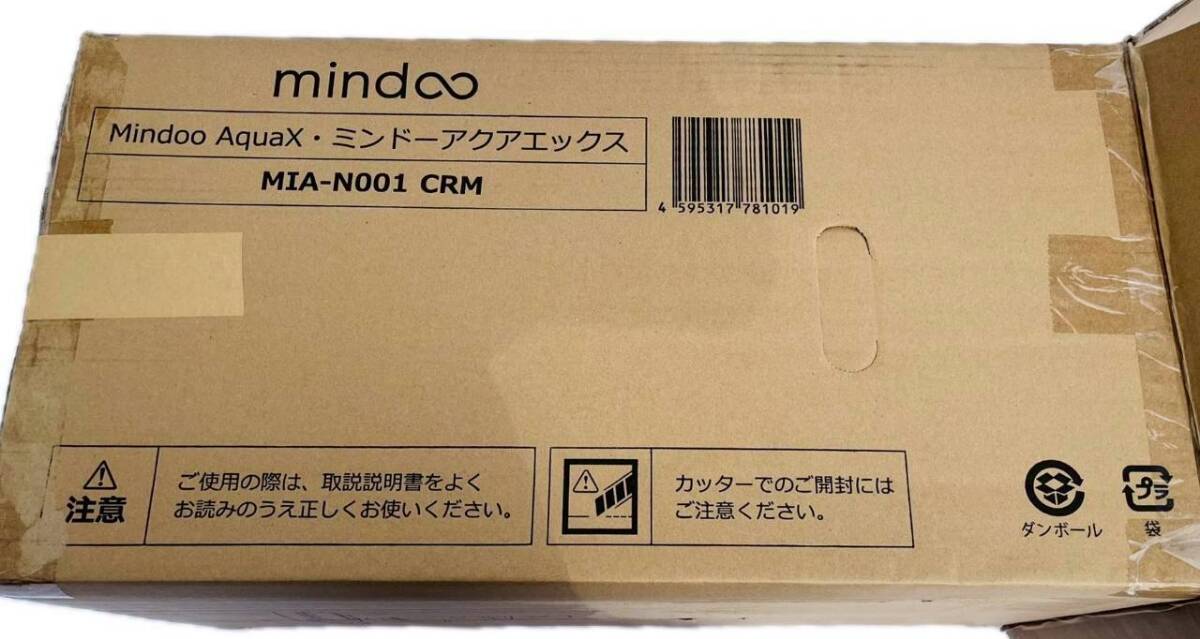 mindoo
Mindoo AquaX・ミンドーアクアエックス
MIA-N001 CRM
4 595317 781019
注意
ご使用の際は、取説説明書をよく
お読みのうえ正しくお使いください。
カッターでのご開封には
ご注意ください。
ダンボール
プラ
袋